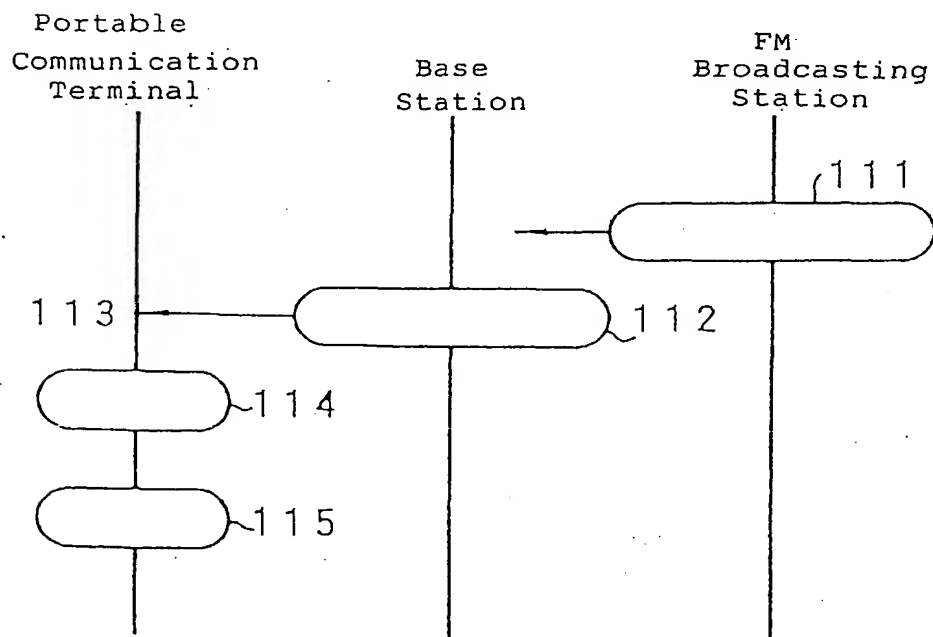 Portable
Communication
Terminal
Base
Station
FM
Broadcasting
Station
111
112
113
114
115